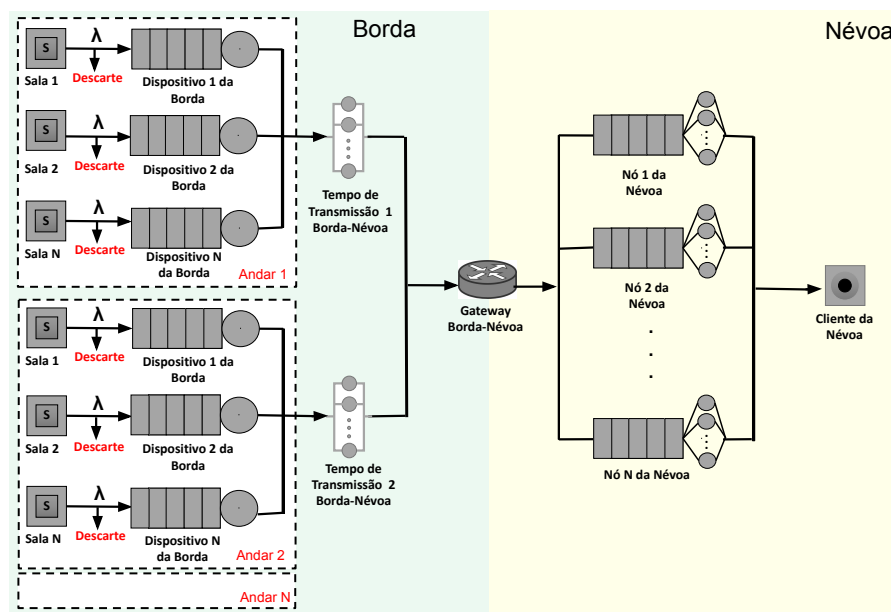 Borda
Névoa
S
λ
Sala 1
Descarte
Dispositivo 1 da
Borda
S
λ
Sala 2
Descarte
Dispositivo 2 da
Borda
S
λ
Sala N
Descarte
Dispositivo N
da Borda
Andar 1
S
λ
Sala 1
Descarte
Dispositivo 1 da
Borda
S
λ
Sala 2
Descarte
Dispositivo 2 da
Borda
S
λ
Sala N
Descarte
Dispositivo N
da Borda
Andar 2
Andar N
Tempo de
Transmissão 1
Borda-Névoa
Tempo de
Transmissão 2
Borda-Névoa
Gateway
Borda-Névoa
Nó 1 da
Névoa
Nó 2 da
Névoa
Nó N da Névoa
Cliente da
Névoa